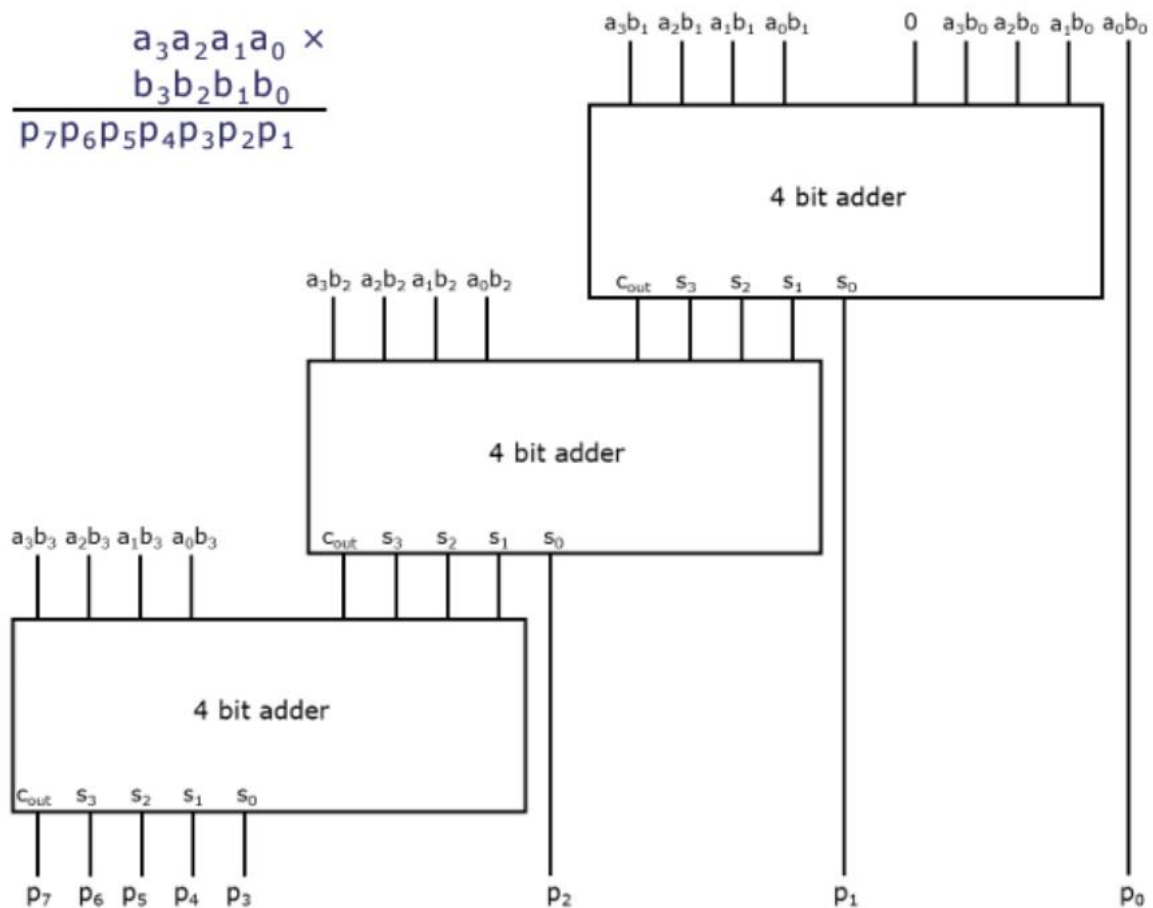 a₃a₂a₁a₀ ×
b₃b₂b₁b₀
p₇p₆p₅p₄p₃p₂p₁
a₃b₁ a₂b₁ a₁b₁ a₀b₁ 0 a₃b₀ a₂b₀ a₁b₀ a₀b₀
4 bit adder
cout s₃ s₂ s₁ s₀
a₃b₂ a₂b₂ a₁b₂ a₀b₂
4 bit adder
cout s₃ s₂ s₁ s₀
a₃b₃ a₂b₃ a₁b₃ a₀b₃
4 bit adder
cout s₃ s₂ s₁ s₀
p₇ p₆ p₅ p₄ p₃ p₂ p₁ p₀